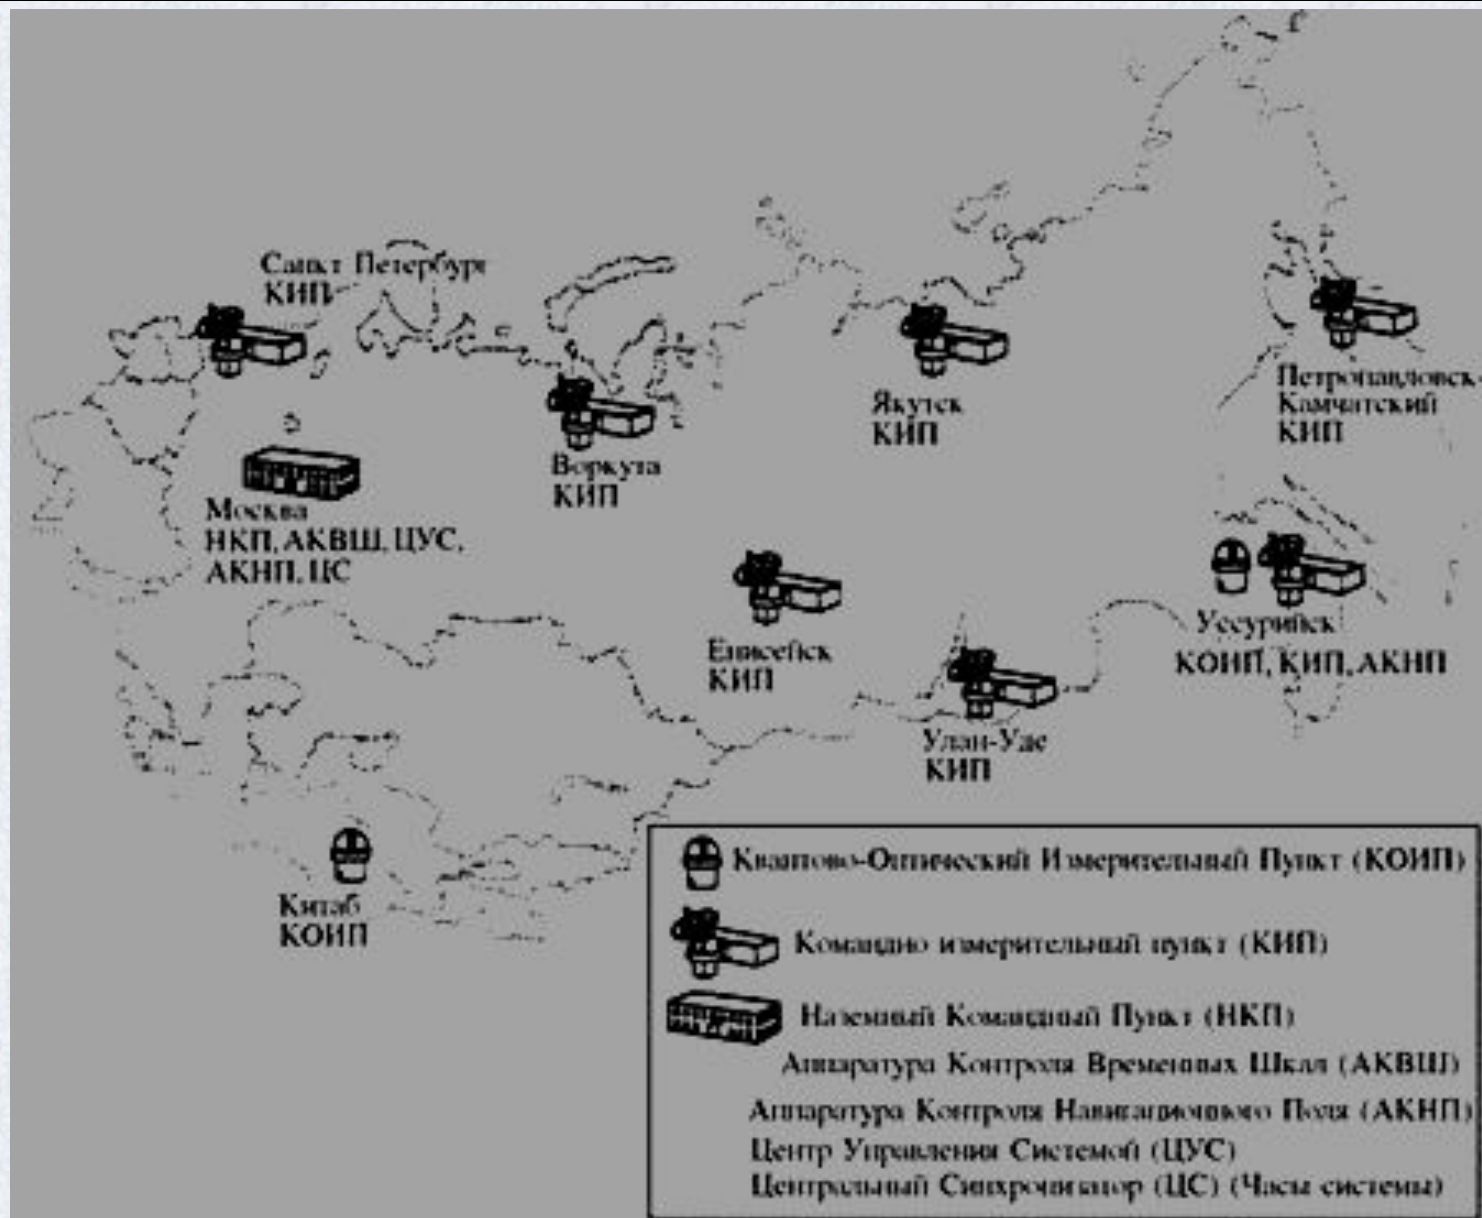 Санкт Петербург
КИП
Якутск
КИП
Петропавловск-
Камчатский
КИП
Воркута
КИП
Москва
НКП, АКВШ, ЦУС,
АКНП, ЦС
Енисейск
КИП
Уссурийск
КОИП, КИП, АКНП
Улан-Уде
КИП
Китаб
КОИП
Квантово-Оптический Измерительный Пункт (КОИП)
Командно измерительный пункт (КИП)
Наземный Командный Пункт (НКП)
Аппаратура Контроля Временных Шкал (АКВШ)
Аппаратура Контроля Навигационного Поля (АКНП)
Центр Управления Системой (ЦУС)
Центральный Синхронизатор (ЦС) (Часы системы)